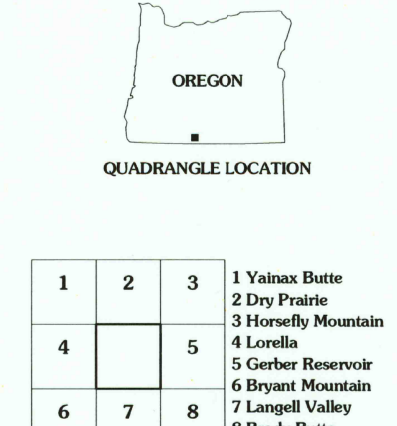 OREGON
QUADRANGLE LOCATION
1 2 3
4 5
6 7 8
1 Yainax Butte
2 Dry Prairie
3 Horsefly Mountain
4 Lorella
5 Gerber Reservoir
6 Bryant Mountain
7 Langell Valley